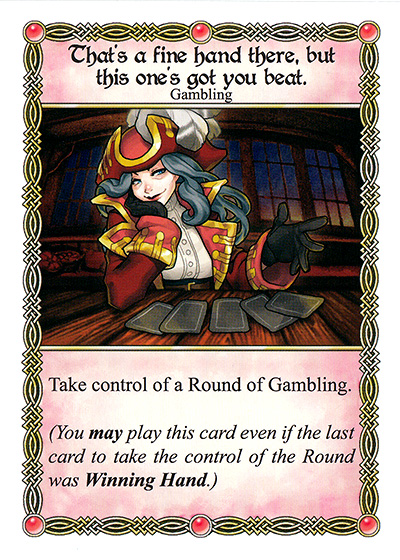 That's a fine hand there, but
this one's got you beat.
Gambling
Take control of a Round of Gambling.
(You may play this card even if the last
card to take the control of the Round
was Winning Hand.)